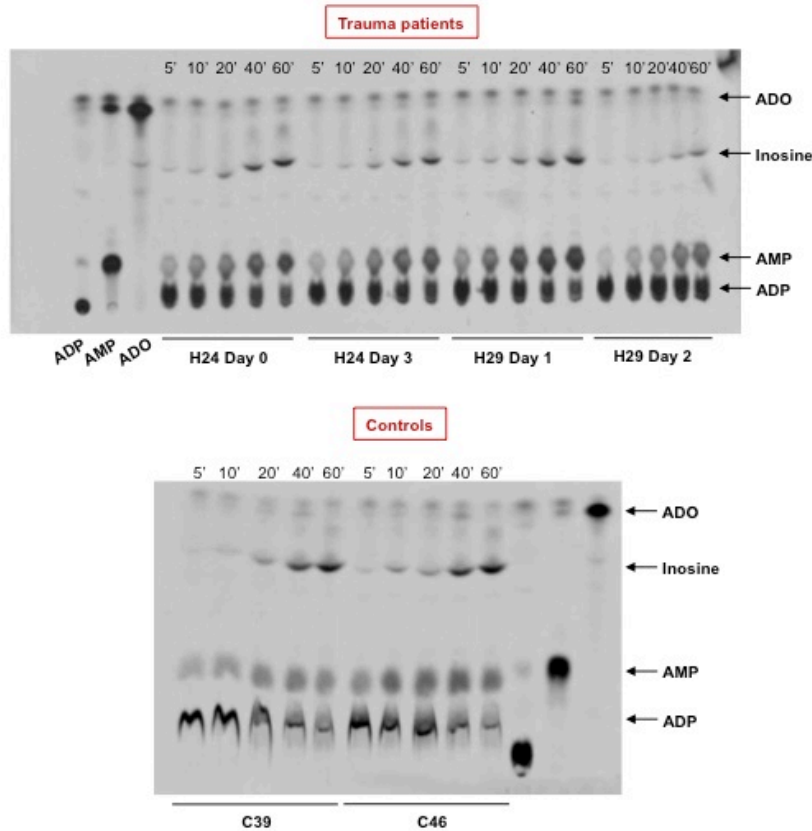 Trauma patients
5' 10' 20' 40' 60' 5' 10' 20' 40' 60' 5' 10' 20' 40' 60' 5' 10' 20' 40' 60'
ADO
Inosine
AMP
ADP
ADP AMP ADO
H24 Day 0 H24 Day 3 H29 Day 1 H29 Day 2
Controls
5' 10' 20' 40' 60' 5' 10' 20' 40' 60'
ADO
Inosine
AMP
ADP
C39 C46